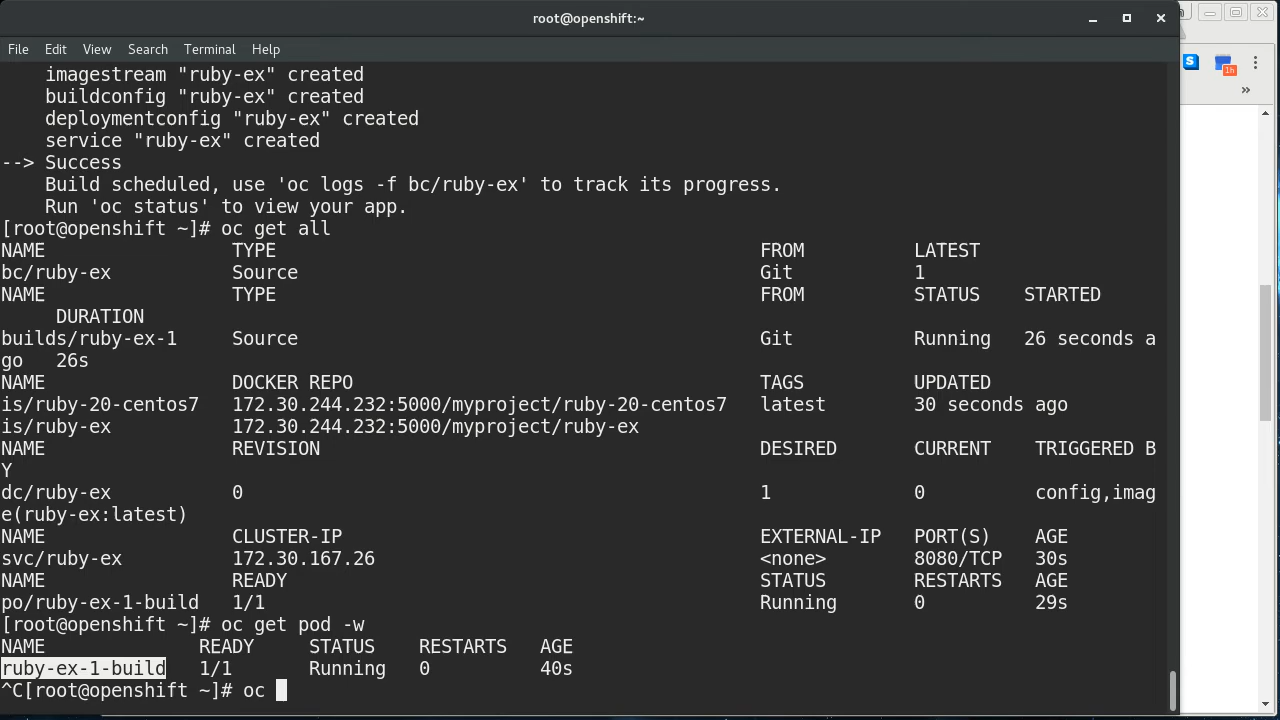 root@openshift:~
File Edit View Search Terminal Help
    imagestream "ruby-ex" created
    buildconfig "ruby-ex" created
    deploymentconfig "ruby-ex" created
    service "ruby-ex" created
--> Success
    Build scheduled, use 'oc logs -f bc/ruby-ex' to track its progress.
    Run 'oc status' to view your app.
[root@openshift ~]# oc get all
NAME TYPE FROM LATEST
bc/ruby-ex Source Git 1
NAME TYPE FROM STATUS STARTED
     DURATION
builds/ruby-ex-1 Source Git Running 26 seconds a
go   26s
NAME DOCKER REPO TAGS UPDATED
is/ruby-20-centos7 172.30.244.232:5000/myproject/ruby-20-centos7 latest 30 seconds ago
is/ruby-ex 172.30.244.232:5000/myproject/ruby-ex
NAME REVISION DESIRED CURRENT TRIGGERED B
Y
dc/ruby-ex 0 1 0 config,imag
e(ruby-ex:latest)
NAME CLUSTER-IP EXTERNAL-IP PORT(S) AGE
svc/ruby-ex 172.30.167.26 <none> 8080/TCP 30s
NAME READY STATUS RESTARTS AGE
po/ruby-ex-1-build 1/1 Running 0 29s
[root@openshift ~]# oc get pod -w
NAME READY STATUS RESTARTS AGE
ruby-ex-1-build 1/1 Running 0 40s
^C[root@openshift ~]# oc
S
1h
»